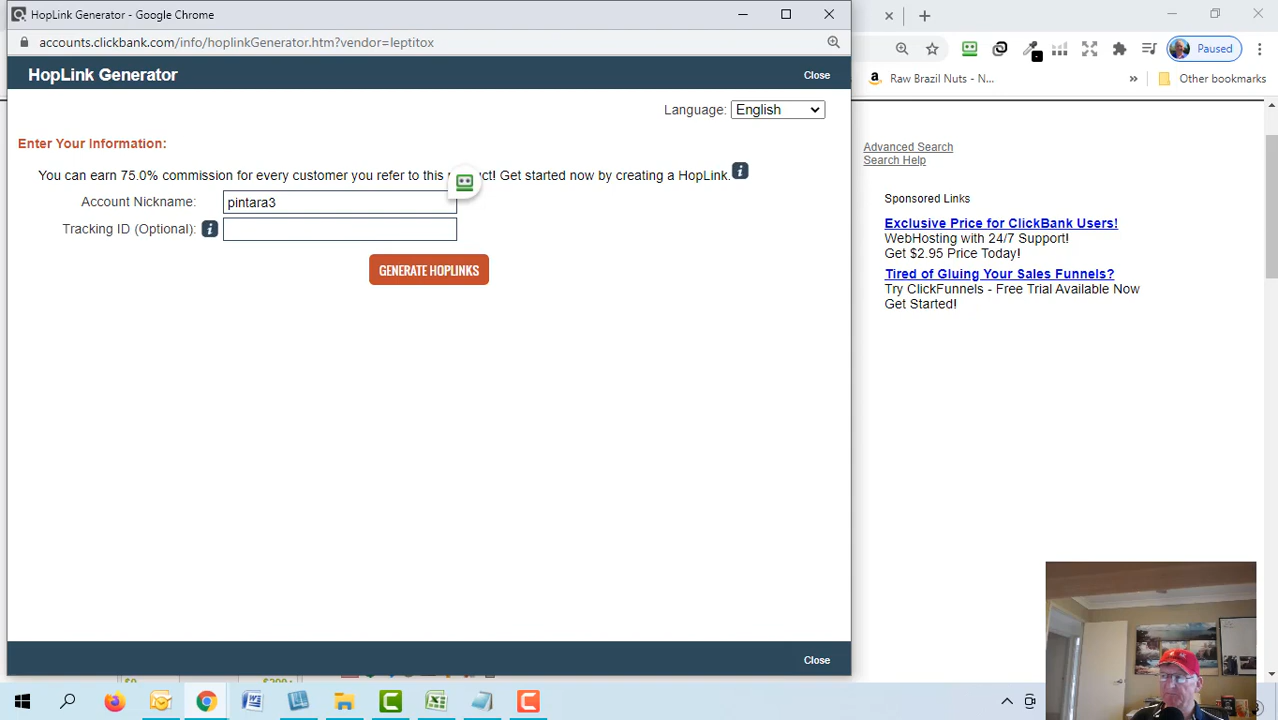 HopLink Generator - Google Chrome
accounts.clickbank.com/info/hoplinkGenerator.htm?vendor=leptitox
Paused
Raw Brazil Nuts - N...
»
Other bookmarks
HopLink Generator
Close
Language: English
Enter Your Information:
You can earn 75.0% commission for every customer you refer to this product! Get started now by creating a HopLink.
Account Nickname: pintara3
Tracking ID (Optional):
GENERATE HOPLINKS
Close
Advanced Search
Search Help
Sponsored Links
Exclusive Price for ClickBank Users!
WebHosting with 24/7 Support!
Get $2.95 Price Today!
Tired of Gluing Your Sales Funnels?
Try ClickFunnels - Free Trial Available Now
Get Started!